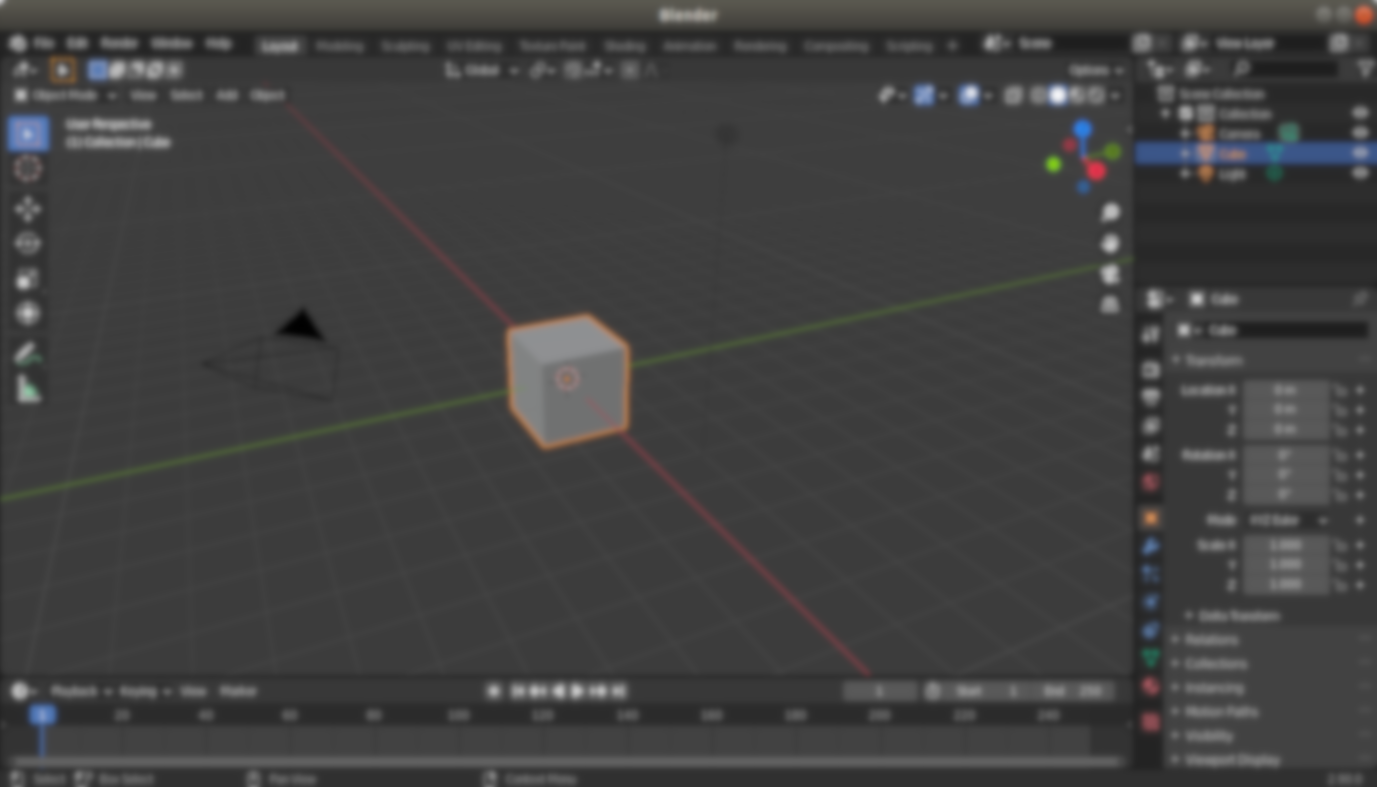 Blender
File Edit Render Window Help Layout Modeling Sculpting UV Editing Texture Paint Shading Animation Rendering Compositing Scripting + Scene View Layer
Global Options
Object Mode View Select Add Object
User Perspective
(1) Collection | Cube
Scene Collection
Collection
Camera
Cube
Light
Cube
Cube
Transform
Location X 0 m
Y 0 m
Z 0 m
Rotation X 0°
Y 0°
Z 0°
Mode XYZ Euler
Scale X 1.000
Y 1.000
Z 1.000
Delta Transform
Relations
Collections
Instancing
Motion Paths
Visibility
Viewport Display
Playback Keying View Marker 1 Start 1 End 250
1 20 40 60 80 100 120 140 160 180 200 220 240
Select Box Select Pan View Context Menu